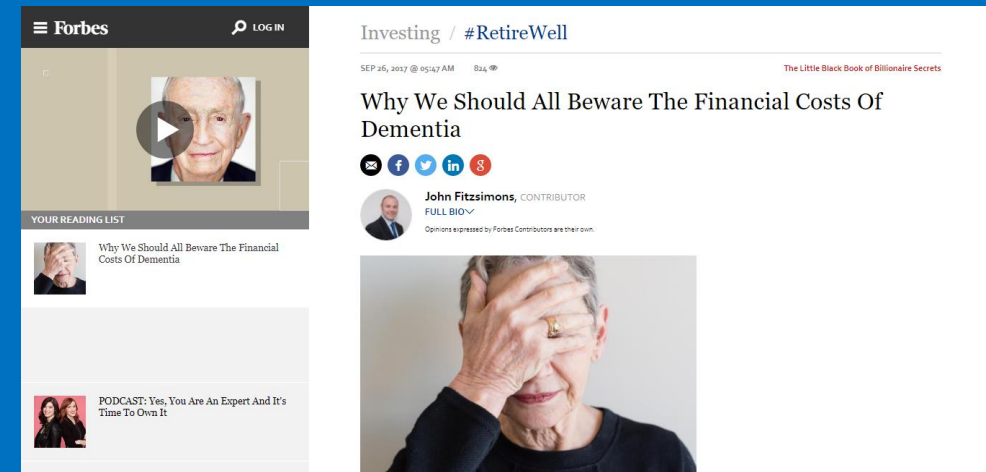 Forbes
LOG IN
YOUR READING LIST
Why We Should All Beware The Financial
Costs Of Dementia
PODCAST: Yes, You Are An Expert And It's
Time To Own It
Investing / #RetireWell
SEP 26, 2017 @ 05:47 AM 824
The Little Black Book of Billionaire Secrets
Why We Should All Beware The Financial Costs Of
Dementia
John Fitzsimons, CONTRIBUTOR
FULL BIO
Opinions expressed by Forbes Contributors are their own.